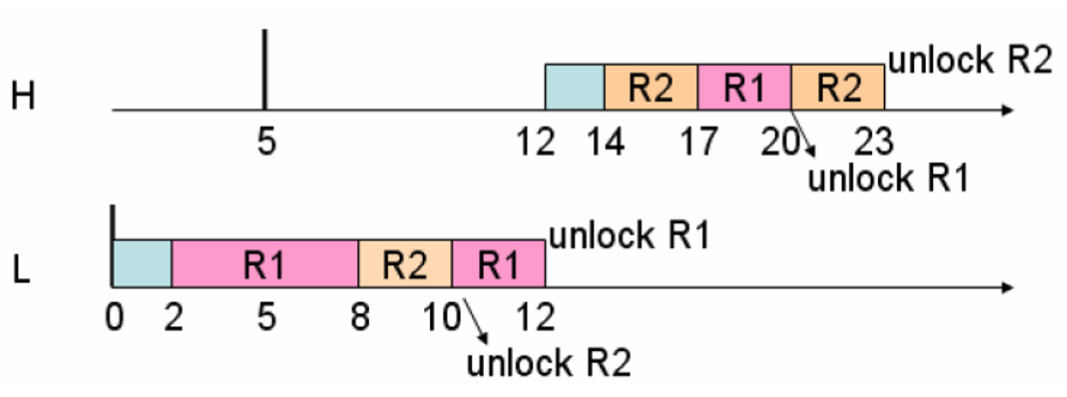 unlock R2
H R2 R1 R2
5 12 14 17 20 23
unlock R1
unlock R1
L R1 R2 R1
0 2 5 8 10 12
unlock R2